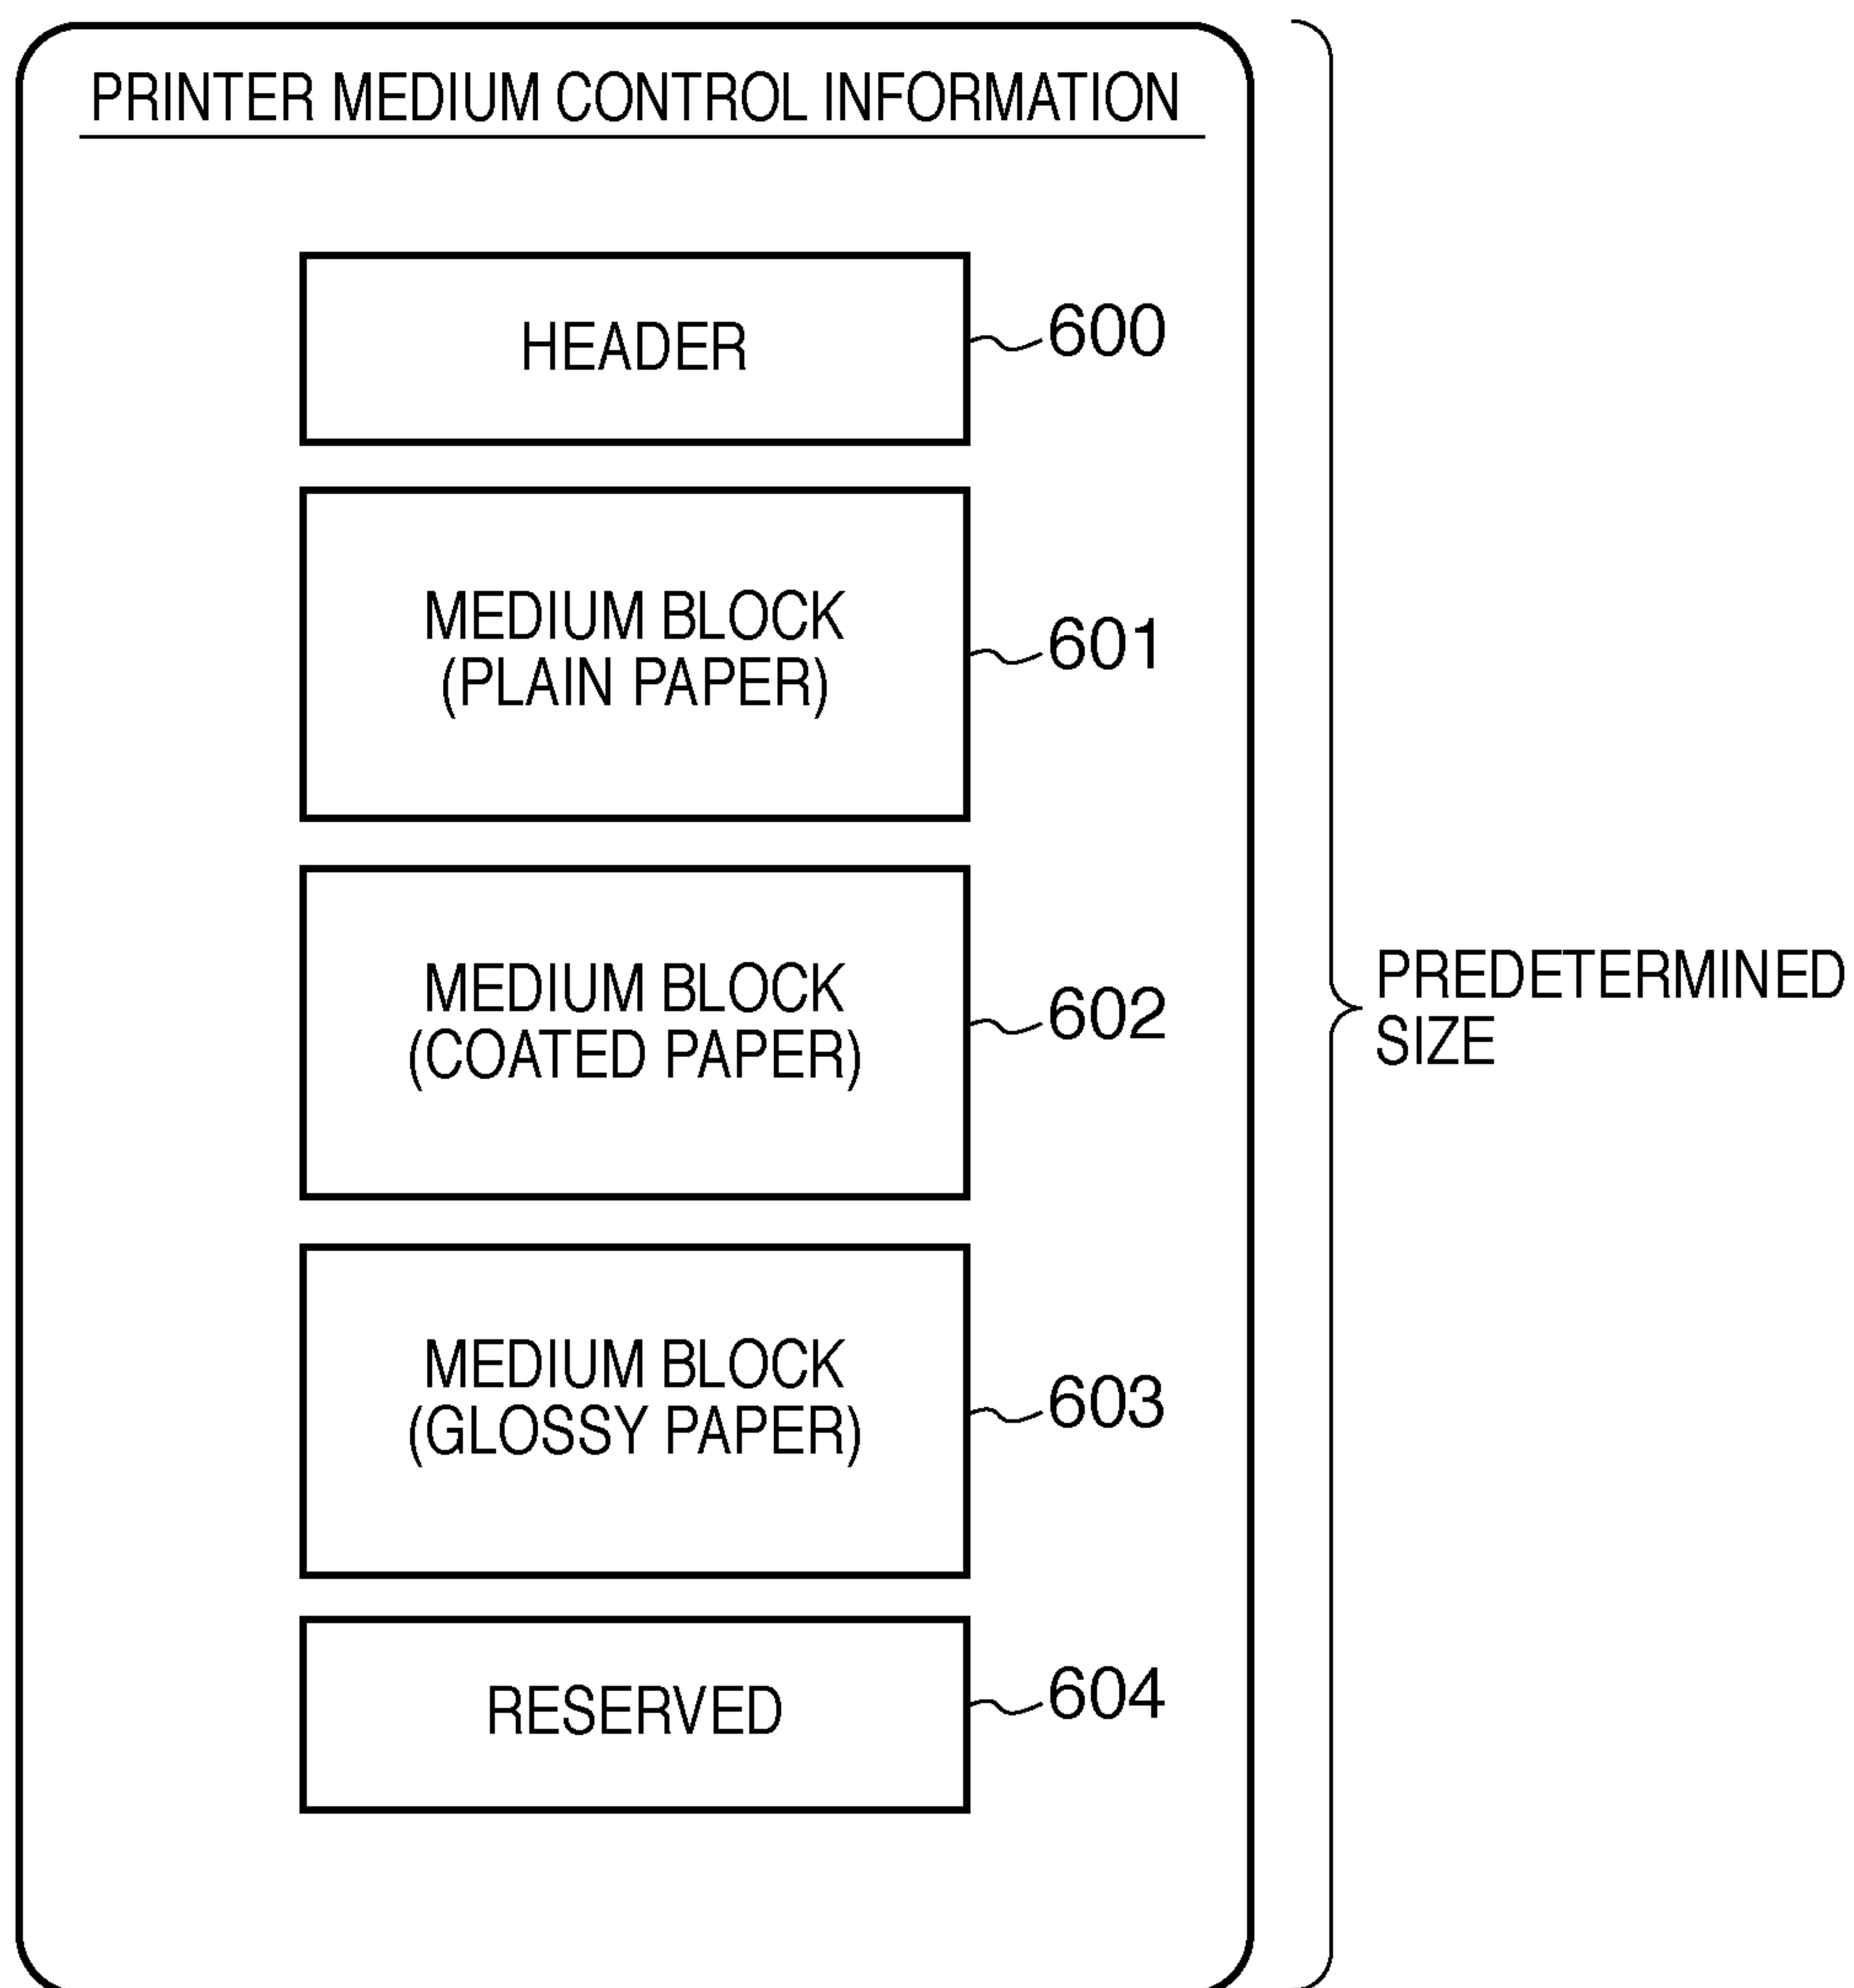 PRINTER MEDIUM CONTROL INFORMATION
HEADER
600
MEDIUM BLOCK
(PLAIN PAPER)
601
MEDIUM BLOCK
(COATED PAPER)
602
PREDETERMINED
SIZE
MEDIUM BLOCK
(GLOSSY PAPER)
603
RESERVED
604